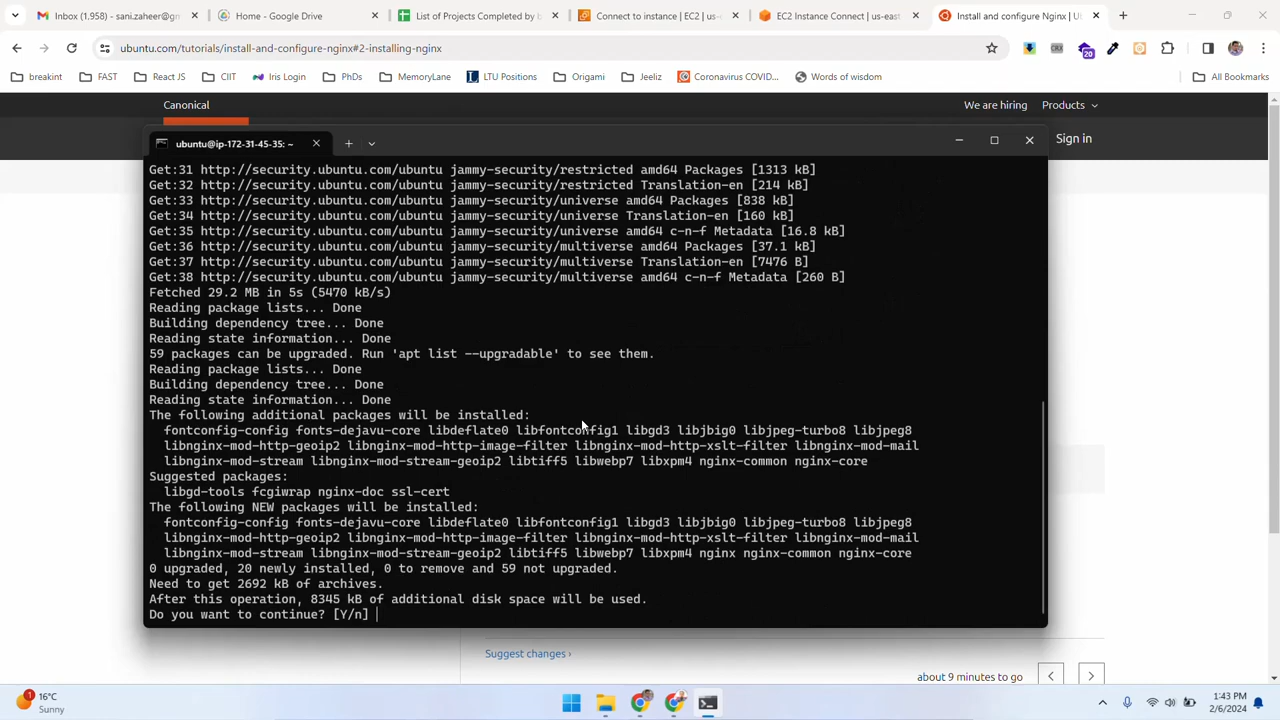 Inbox (1,958) - sani.zaheer@gm
Home - Google Drive
List of Projects Completed by b
Connect to instance | EC2 | us-e
EC2 Instance Connect | us-east
Install and configure Nginx | Ub
ubuntu.com/tutorials/install-and-configure-nginx#2-installing-nginx
CRX
20
breakint
FAST
React JS
CIIT
Iris Login
PhDs
MemoryLane
LTU Positions
Origami
Jeeliz
Coronavirus COVID...
Words of wisdom
All Bookmarks
Canonical
We are hiring
Products
Sign in
ubuntu@ip-172-31-45-35: ~
Get:31 http://security.ubuntu.com/ubuntu jammy-security/restricted amd64 Packages [1313 kB]
Get:32 http://security.ubuntu.com/ubuntu jammy-security/restricted Translation-en [214 kB]
Get:33 http://security.ubuntu.com/ubuntu jammy-security/universe amd64 Packages [838 kB]
Get:34 http://security.ubuntu.com/ubuntu jammy-security/universe Translation-en [160 kB]
Get:35 http://security.ubuntu.com/ubuntu jammy-security/universe amd64 c-n-f Metadata [16.8 kB]
Get:36 http://security.ubuntu.com/ubuntu jammy-security/multiverse amd64 Packages [37.1 kB]
Get:37 http://security.ubuntu.com/ubuntu jammy-security/multiverse Translation-en [7476 B]
Get:38 http://security.ubuntu.com/ubuntu jammy-security/multiverse amd64 c-n-f Metadata [260 B]
Fetched 29.2 MB in 5s (5470 kB/s)
Reading package lists... Done
Building dependency tree... Done
Reading state information... Done
59 packages can be upgraded. Run 'apt list --upgradable' to see them.
Reading package lists... Done
Building dependency tree... Done
Reading state information... Done
The following additional packages will be installed:
fontconfig-config fonts-dejavu-core libdeflate0 libfontconfig1 libgd3 libjbig0 libjpeg-turbo8 libjpeg8
libnginx-mod-http-geoip2 libnginx-mod-http-image-filter libnginx-mod-http-xslt-filter libnginx-mod-mail
libnginx-mod-stream libnginx-mod-stream-geoip2 libtiff5 libwebp7 libxpm4 nginx-common nginx-core
Suggested packages:
libgd-tools fcgiwrap nginx-doc ssl-cert
The following NEW packages will be installed:
fontconfig-config fonts-dejavu-core libdeflate0 libfontconfig1 libgd3 libjbig0 libjpeg-turbo8 libjpeg8
libnginx-mod-http-geoip2 libnginx-mod-http-image-filter libnginx-mod-http-xslt-filter libnginx-mod-mail
libnginx-mod-stream libnginx-mod-stream-geoip2 libtiff5 libwebp7 libxpm4 nginx nginx-common nginx-core
0 upgraded, 20 newly installed, 0 to remove and 59 not upgraded.
Need to get 2692 kB of archives.
After this operation, 8345 kB of additional disk space will be used.
Do you want to continue? [Y/n]
Suggest changes ›
about 9 minutes to go
1
16°C
Sunny
1:43 PM
2/6/2024